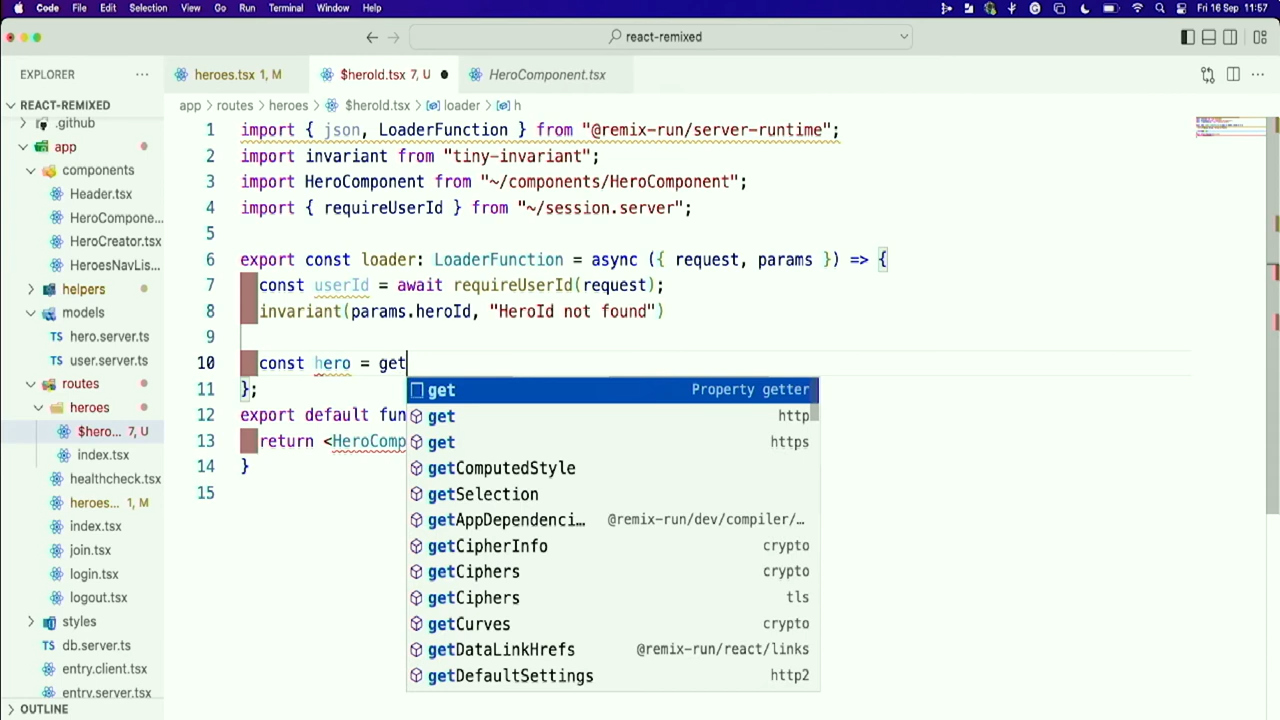 Code File Edit Selection View Go Run Terminal Window Help Fri 16 Sep 11:57
react-remixed
EXPLORER
heroes.tsx 1, M
$heroId.tsx 7, U
HeroComponent.tsx
app > routes > heroes > $heroId.tsx > loader > h
REACT-REMIXED
.github
app
components
Header.tsx
HeroCompone...
HeroCreator.tsx
HeroesNavLis...
helpers
models
TS hero.server.ts
TS user.server.ts
routes
heroes
$hero... 7, U
index.tsx
healthcheck.tsx
heroes... 1, M
index.tsx
join.tsx
login.tsx
logout.tsx
styles
TS db.server.ts
entry.client.tsx
entry.server.tsx
OUTLINE
1 import { json, LoaderFunction } from "@remix-run/server-runtime";
2 import invariant from "tiny-invariant";
3 import HeroComponent from "~/components/HeroComponent";
4 import { requireUserId } from "~/session.server";
5
6 export const loader: LoaderFunction = async ({ request, params }) => {
7 const userId = await requireUserId(request);
8 invariant(params.heroId, "HeroId not found")
9
10 const hero = get
11 };
12 export default fun
13 return <HeroComp
14 }
15
get Property getter
get http
get https
getComputedStyle
getSelection
getAppDependenci... @remix-run/dev/compiler/...
getCipherInfo crypto
getCiphers crypto
getCiphers tls
getCurves crypto
getDataLinkHrefs @remix-run/react/links
getDefaultSettings http2